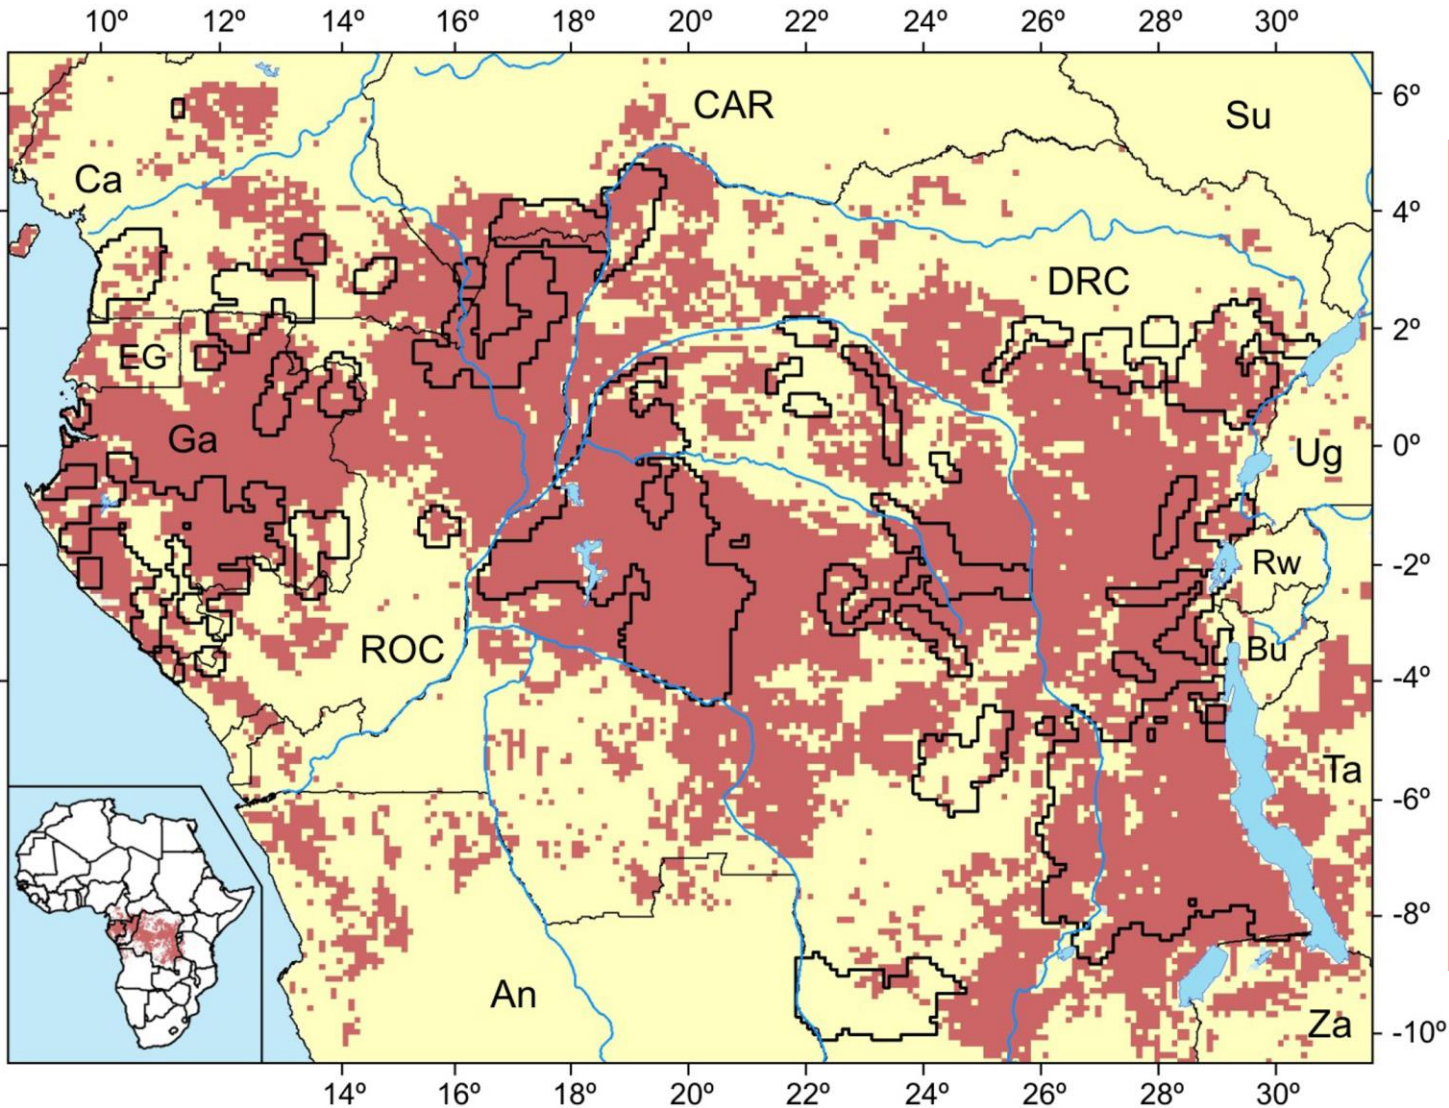 10º 12º 14º 16º 18º 20º 22º 24º 26º 28º 30º
6º
CAR
Su
Ca
4º
DRC
2º
EG
Ga
0º
Ug
Rw
-2º
ROC
Bu
-4º
Ta
-6º
-8º
An
Za
-10º
14º 16º 18º 20º 22º 24º 26º 28º 30º